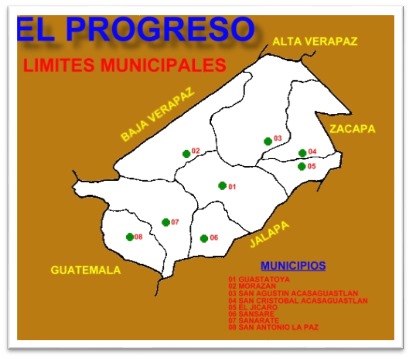 EL PROGRESO
LIMITES MUNICIPALES
ALTA VERAPAZ
BAJA VERAPAZ
ZACAPA
03
02
04
05
01
07
06
08
JALAPA
GUATEMALA
MUNICIPIOS
01 GUASTATOYA
02 MORAZAN
03 SAN AGUSTIN ACASAGUASTLAN
04 SAN CRISTOBAL ACASAGUASTLAN
05 EL JICARO
06 SANSARE
07 SANARATE
08 SAN ANTONIO LA PAZ